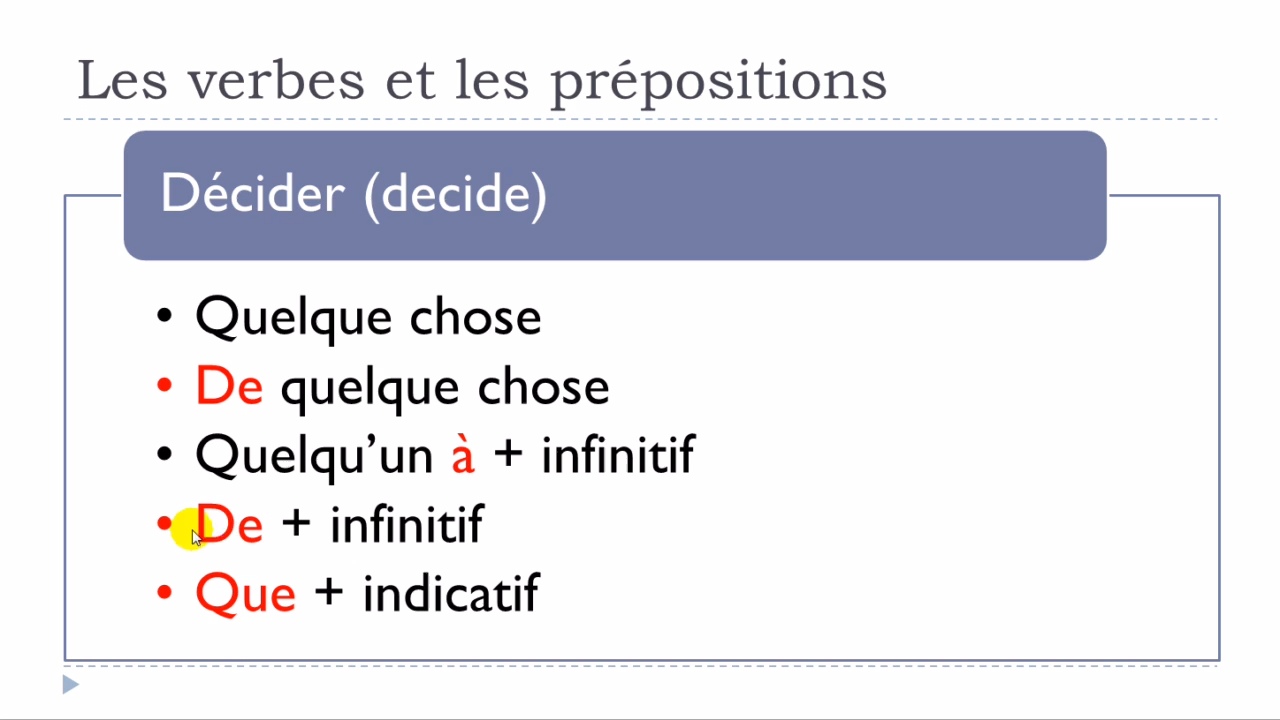 Les verbes et les prépositions
Décider (decide)
• Quelque chose
• De quelque chose
• Quelqu’un à + infinitif
• De + infinitif
• Que + indicatif